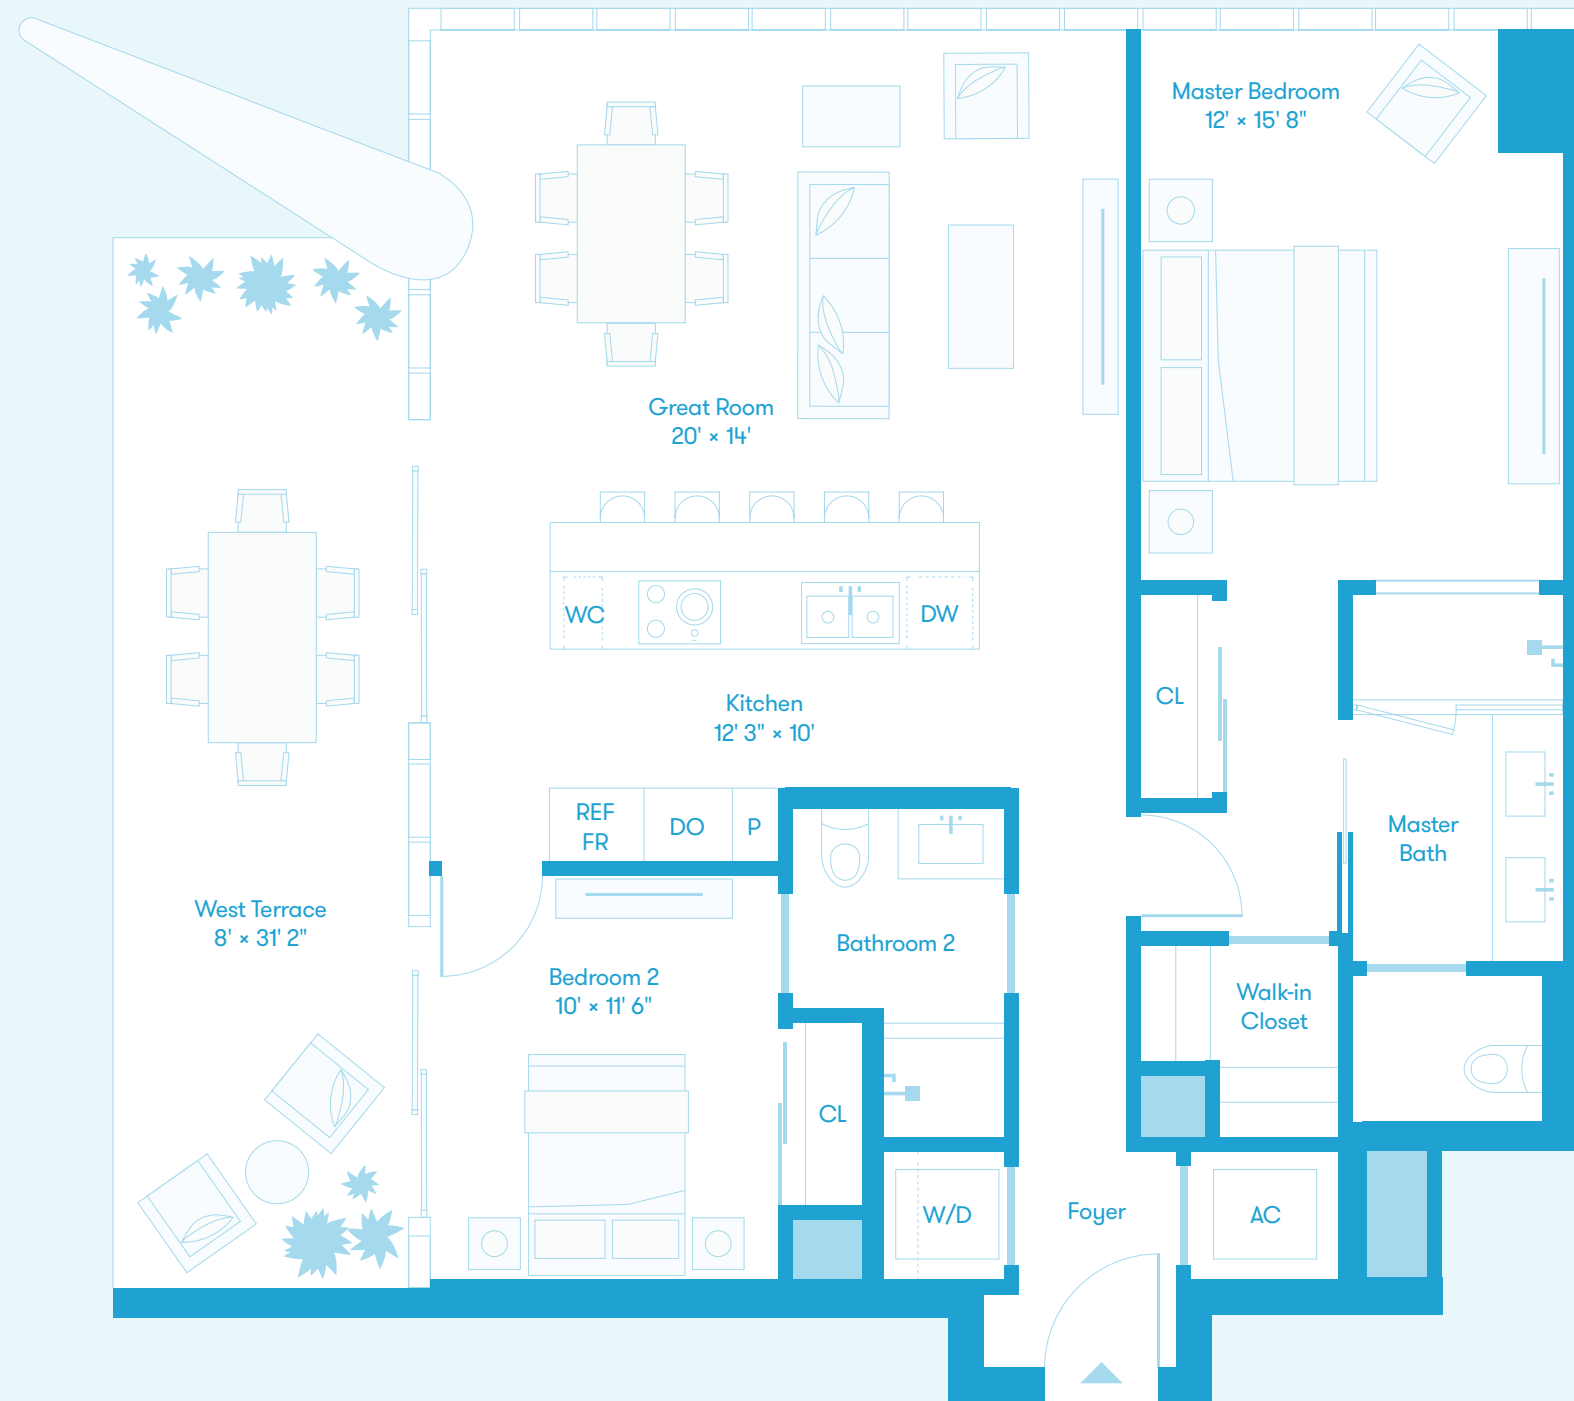 Master Bedroom
12' × 15' 8"
Great Room
20' × 14'
WC
DW
CL
Kitchen
12' 3" × 10'
REF
FR
DO
P
Master
Bath
West Terrace
8' × 31' 2"
Bathroom 2
Bedroom 2
10' × 11' 6"
Walk-in
Closet
CL
W/D
Foyer
AC